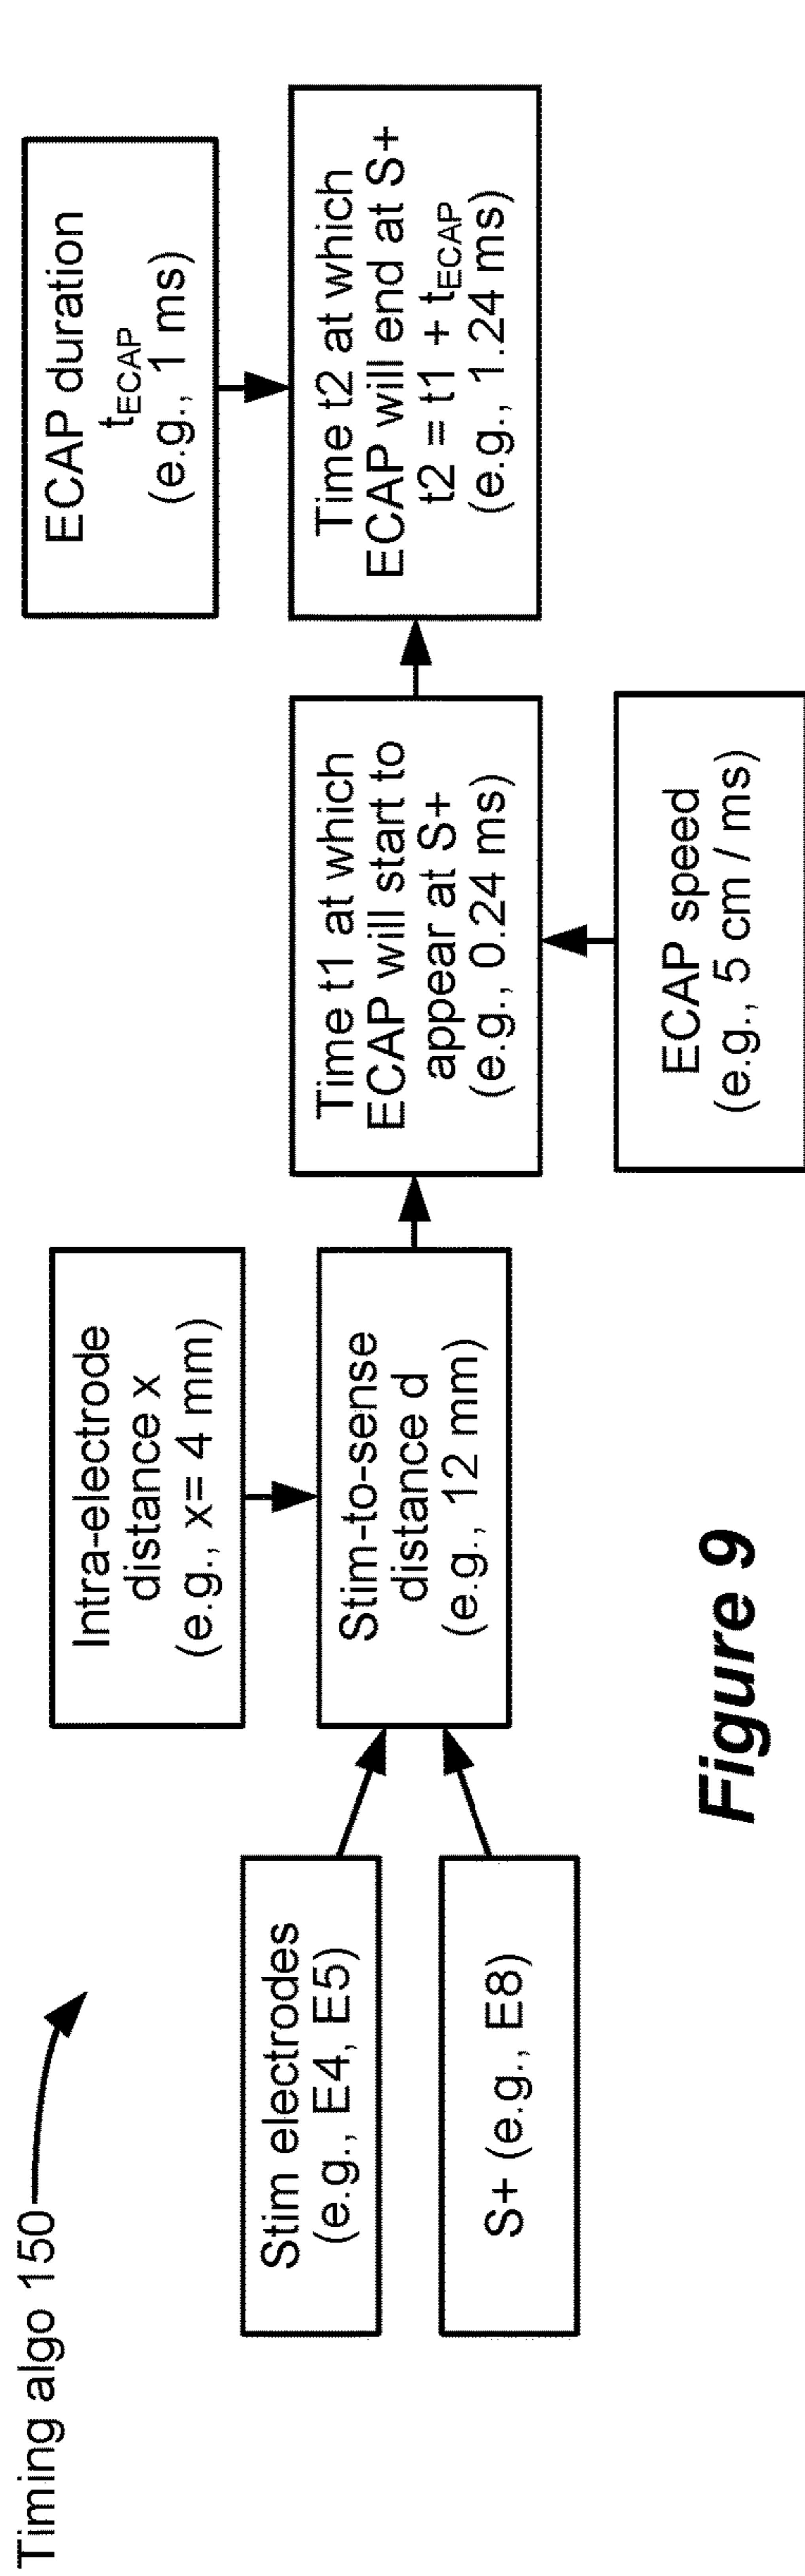 Timing algo 150
Stim electrodes
(e.g., E4, E5)
S+ (e.g., E8)
Intra-electrode
distance x
(e.g., x= 4 mm)
Stim-to-sense
distance d
(e.g., 12 mm)
Time t1 at which
ECAP will start to
appear at S+
(e.g., 0.24 ms)
ECAP speed
(e.g., 5 cm / ms)
ECAP duration
tECAP
(e.g., 1 ms)
Time t2 at which
ECAP will end at S+
t2 = t1 + tECAP
(e.g., 1.24 ms)
Figure 9